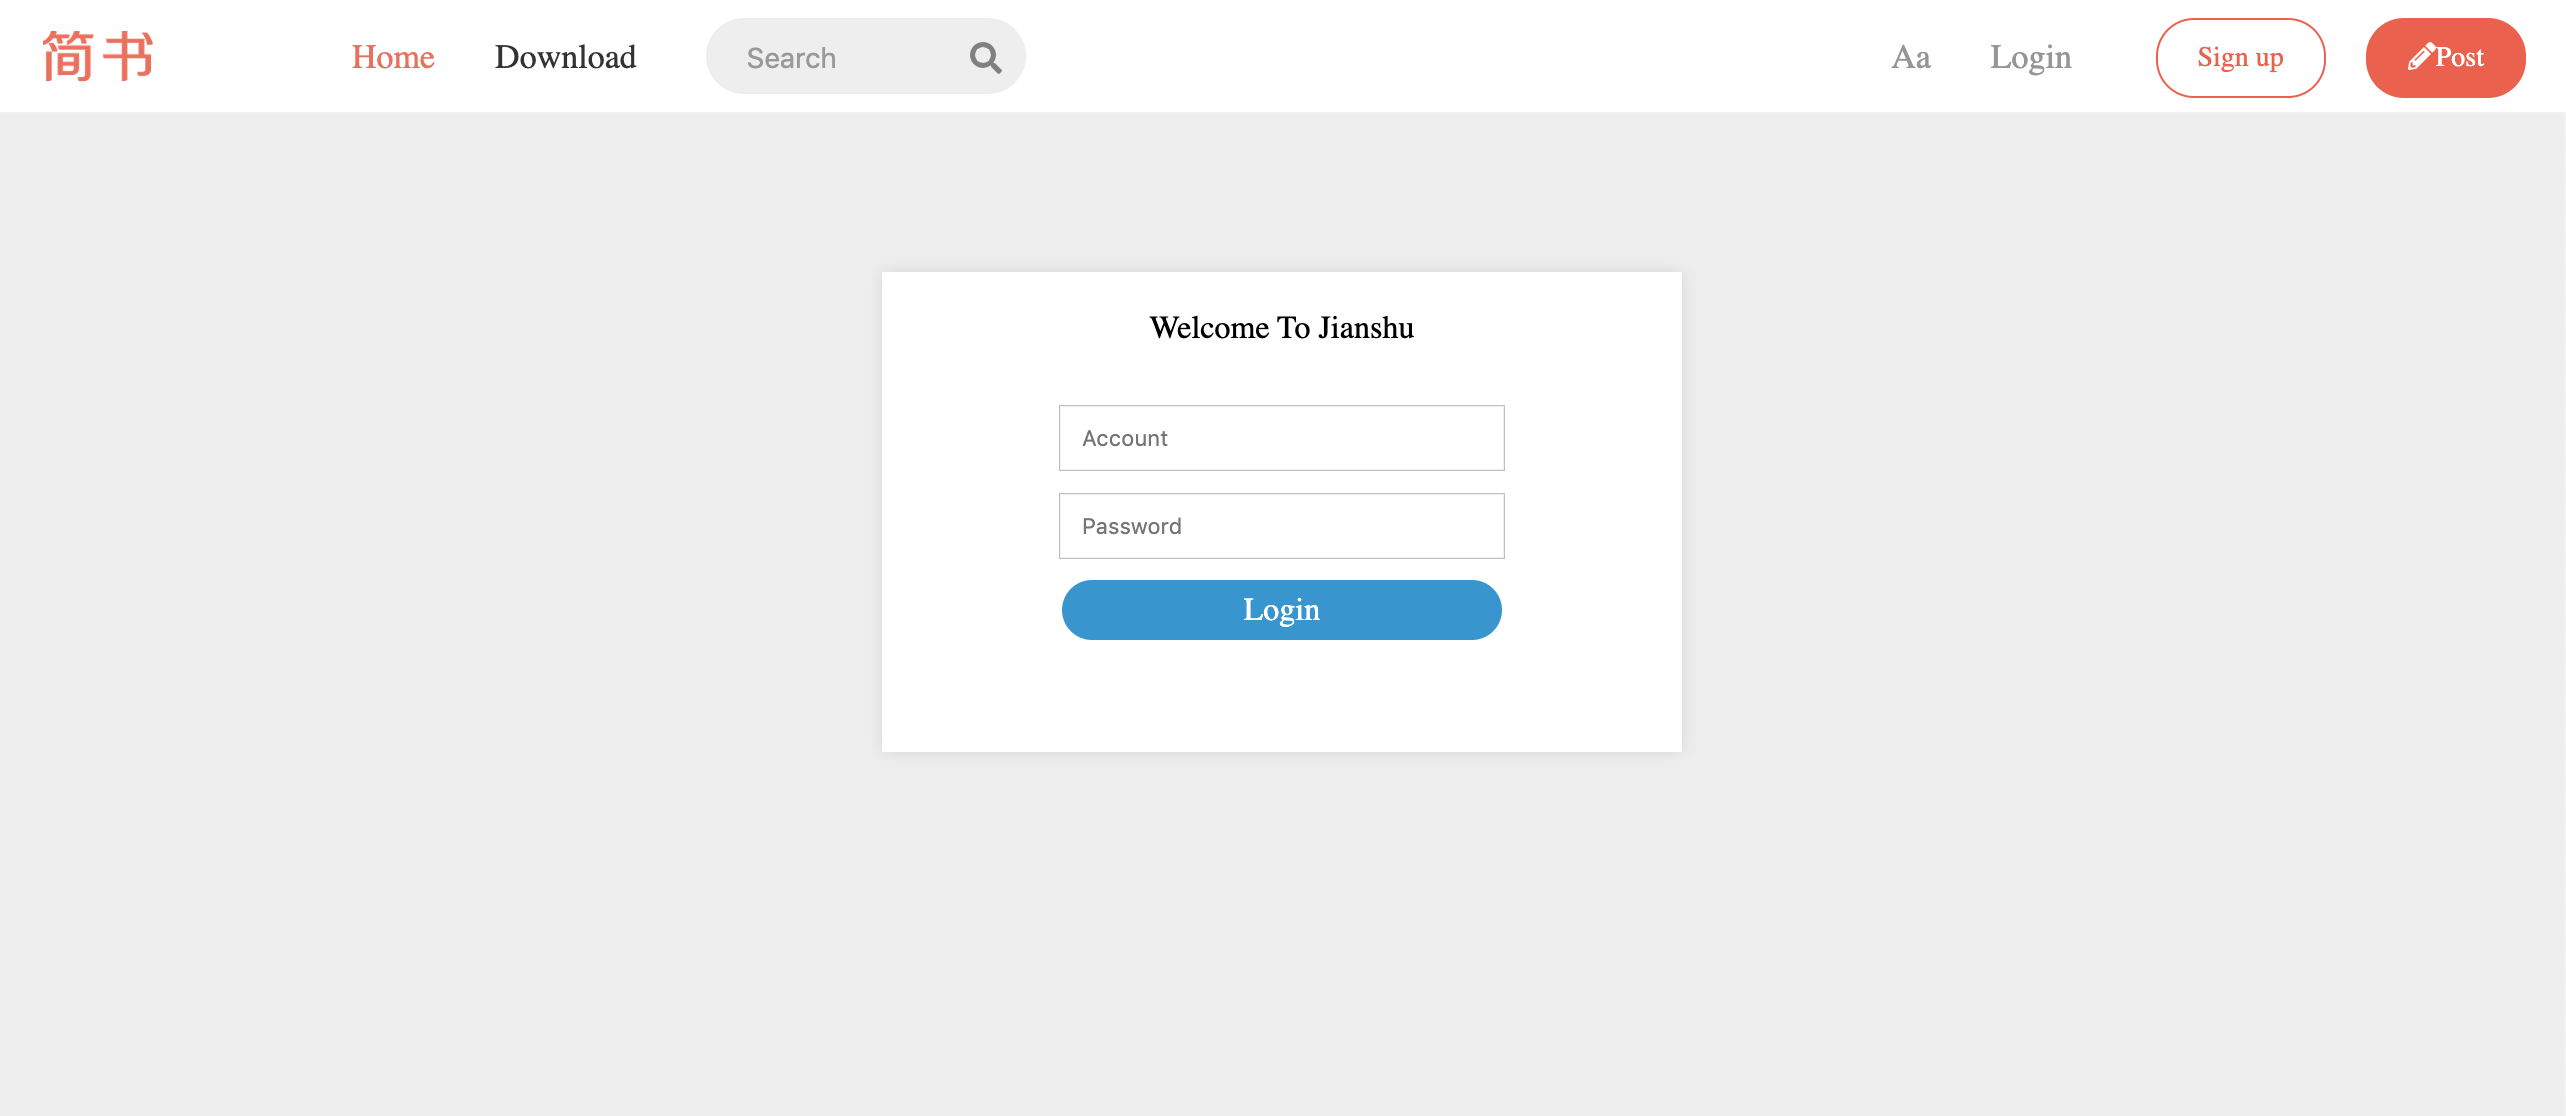 简书 Home Download Search Aa Login Sign up Post
Welcome To Jianshu
Account
Password
Login